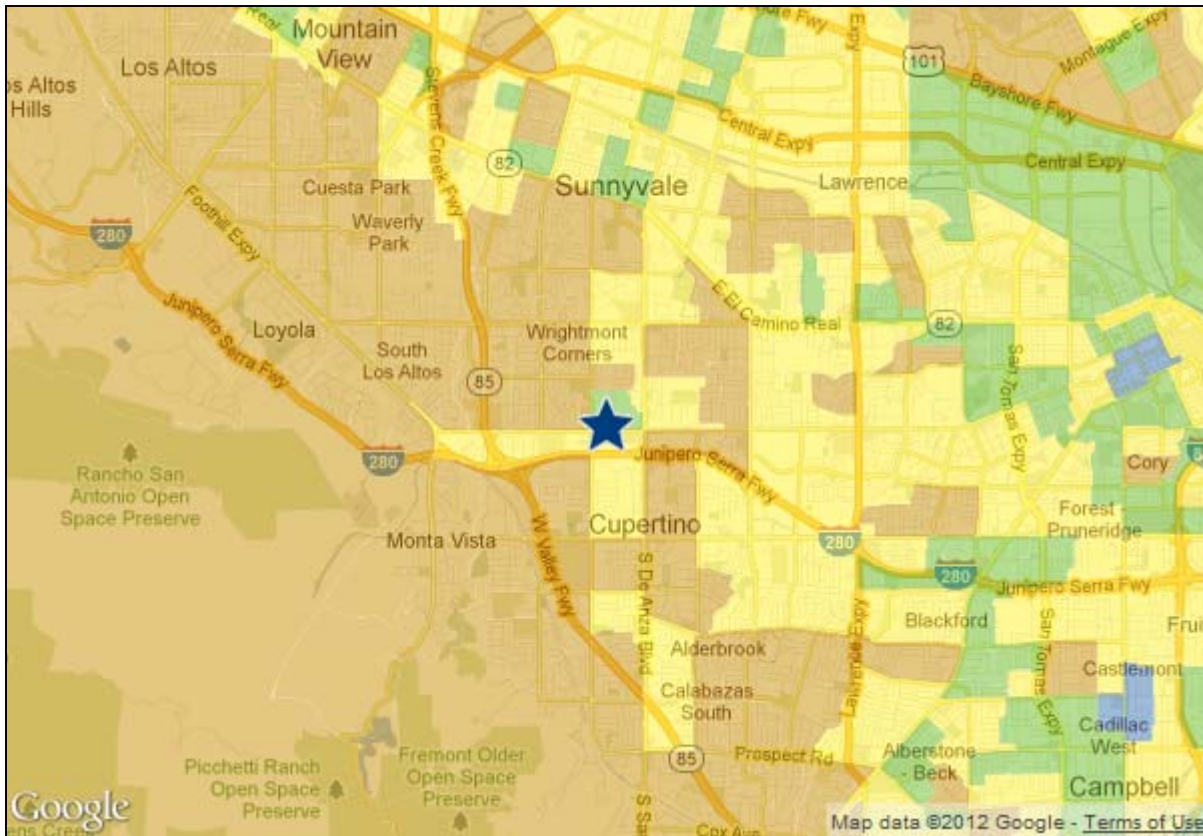 Mountain
View
Los Altos
Los Altos
Hills
Stevens Creek Fwy
Expy
101
Montague Expy
Bayshore Fwy
Central Expy
Central Expy
82
Cuesta Park
Sunnyvale
Lawrence
Waverly
Park
Foothill Expy
280
Junipero Serra Fwy
Loyola
E El Camino Real
82
Wrightmont
Corners
South
Los Altos
85
San Tomas Expy
Rancho San
Antonio Open
Space Preserve
280
Junipero Serra Fwy
Cory
Cupertino
Monta Vista
W Valley Fwy
280
Forest -
Pruneridge
280
Junipero Serra Fwy
S De Anza Blvd
Blackford
Alderbrook
Lawrence Expy
San Tomas Expy
Castlemont
Calabazas
South
Cadillac
West
85
Prospect Rd
Alberstone
- Beck
Campbell
Picchetti Ranch
Open Space
Preserve
Fremont Older
Open Space
Preserve
Google
Cox Ave
Map data ©2012 Google - Terms of Use